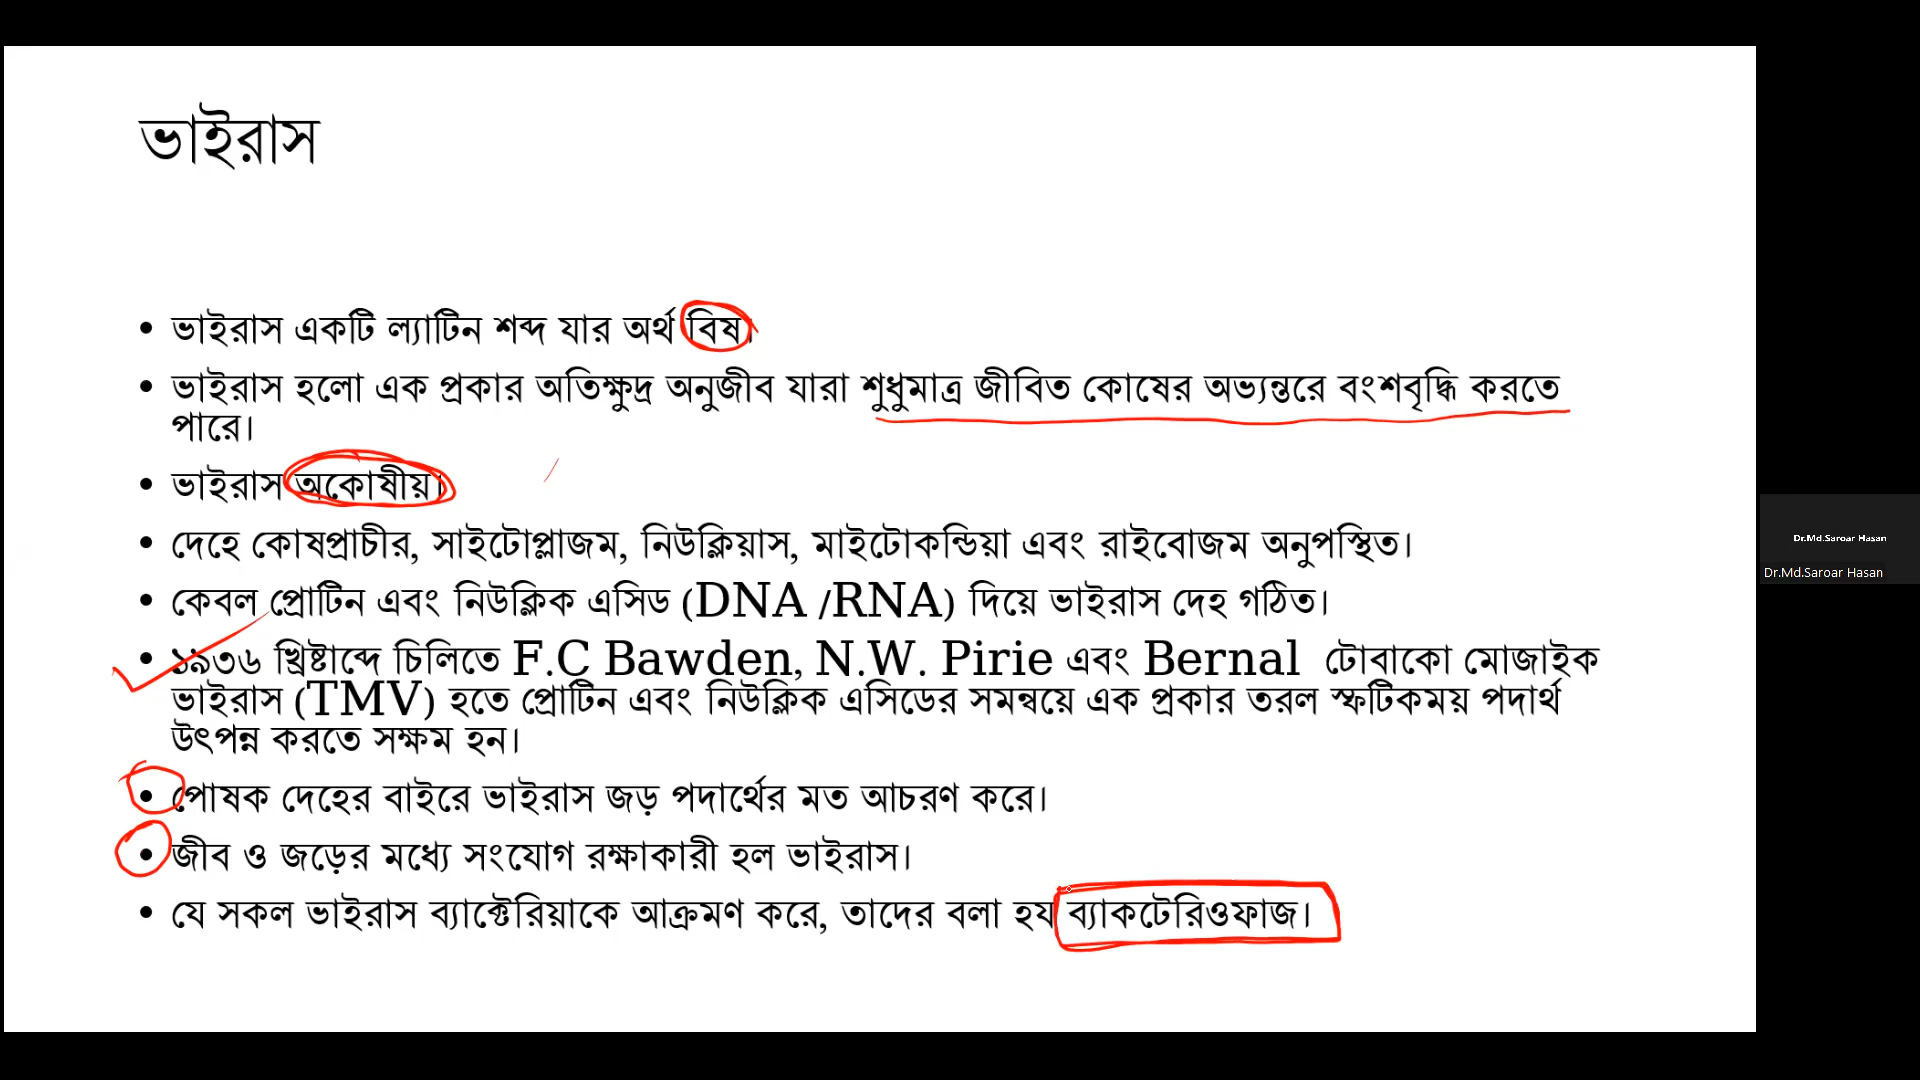 ভাইরাস
• ভাইরাস একটি ল্যাটিন শব্দ যার অর্থ বিষ।
• ভাইরাস হলো এক প্রকার অতিক্ষুদ্র অনুজীব যারা শুধুমাত্র জীবিত কোষের অভ্যন্তরে বংশবৃদ্ধি করতে
পারে।
• ভাইরাস অকোষীয়।
• দেহে কোষপ্রাচীর, সাইটোপ্লাজম, নিউক্লিয়াস, মাইটোকন্ডিয়া এবং রাইবোজম অনুপস্থিত।
• কেবল প্রোটিন এবং নিউক্লিক এসিড (DNA /RNA) দিয়ে ভাইরাস দেহ গঠিত।
• ১৯৩৬ খ্রিষ্টাব্দে চিলিতে F.C Bawden, N.W. Pirie এবং Bernal টোবাকো মোজাইক
ভাইরাস (TMV) হতে প্রোটিন এবং নিউক্লিক এসিডের সমন্বয়ে এক প্রকার তরল স্ফটিকময় পদার্থ
উৎপন্ন করতে সক্ষম হন।
• পোষক দেহের বাইরে ভাইরাস জড় পদার্থের মত আচরণ করে।
• জীব ও জড়ের মধ্যে সংযোগ রক্ষাকারী হল ভাইরাস।
• যে সকল ভাইরাস ব্যাক্টেরিয়াকে আক্রমণ করে, তাদের বলা হয ব্যাকটেরিওফাজ।
Dr.Md.Saroar Hasan
Dr.Md.Saroar Hasan